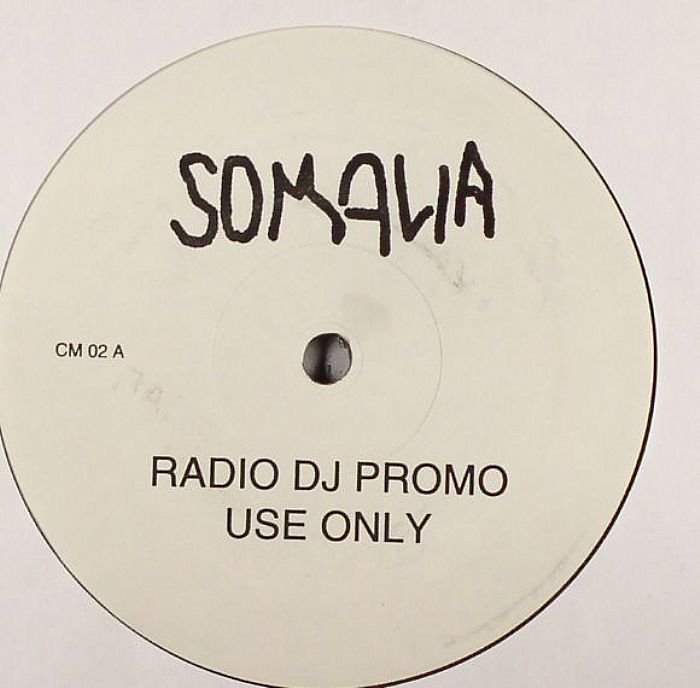 SOMALIA
CM 02 A
RADIO DJ PROMO
USE ONLY